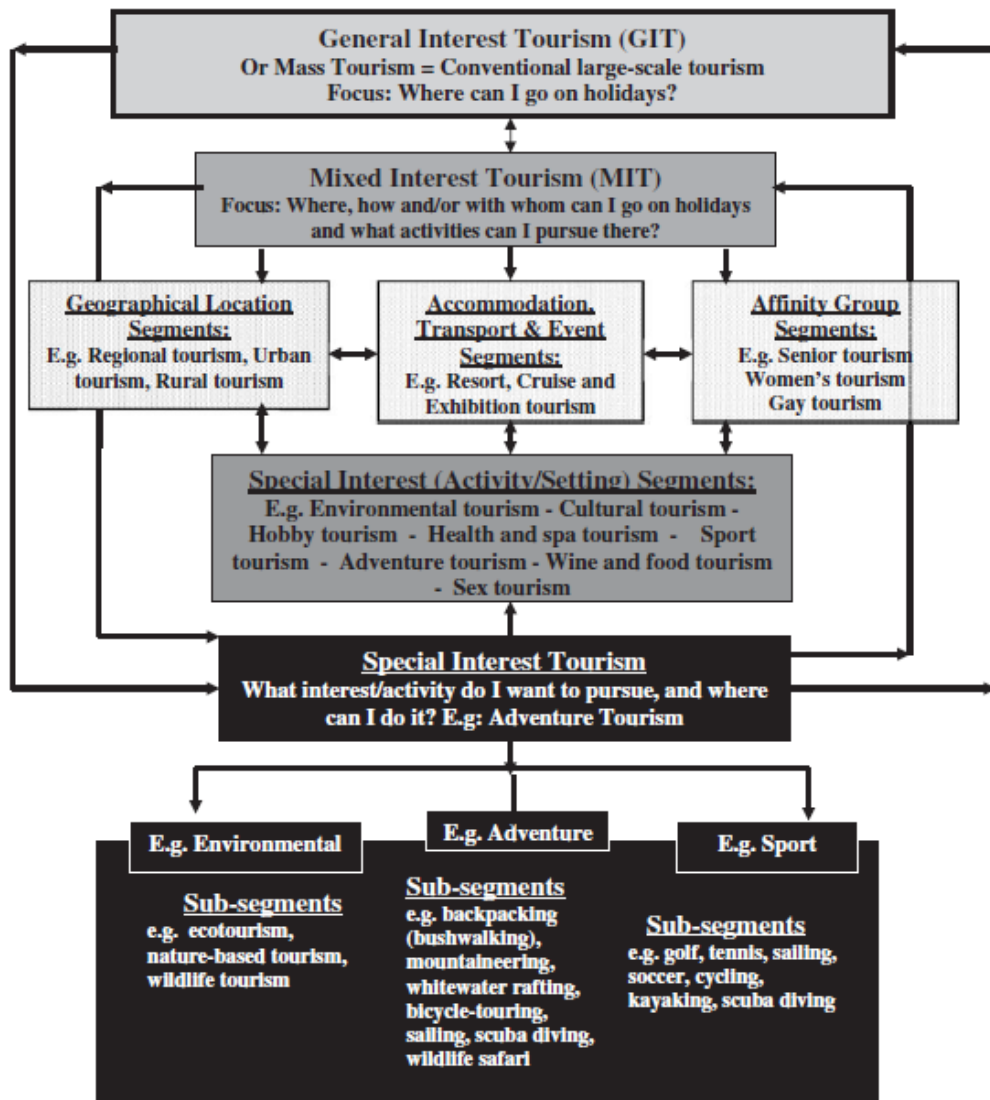 General Interest Tourism (GIT)
Or Mass Tourism = Conventional large-scale tourism
Focus: Where can I go on holidays?
Mixed Interest Tourism (MIT)
Focus: Where, how and/or with whom can I go on holidays
and what activities can I pursue there?
Geographical Location
Segments:
E.g. Regional tourism, Urban
tourism, Rural tourism
Accommodation,
Transport & Event
Segments:
E.g. Resort, Cruise and
Exhibition tourism
Affinity Group
Segments:
E.g. Senior tourism
Women's tourism
Gay tourism
Special Interest (Activity/Setting) Segments:
E.g. Environmental tourism - Cultural tourism -
Hobby tourism - Health and spa tourism - Sport
tourism - Adventure tourism - Wine and food tourism
- Sex tourism
Special Interest Tourism
What interest/activity do I want to pursue, and where
can I do it? E.g: Adventure Tourism
E.g. Environmental
Sub-segments
e.g. ecotourism,
nature-based tourism,
wildlife tourism
E.g. Adventure
Sub-segments
e.g. backpacking
(bushwalking),
mountaineering,
whitewater rafting,
bicycle-touring,
sailing, scuba diving,
wildlife safari
E.g. Sport
Sub-segments
e.g. golf, tennis, sailing,
soccer, cycling,
kayaking, scuba diving